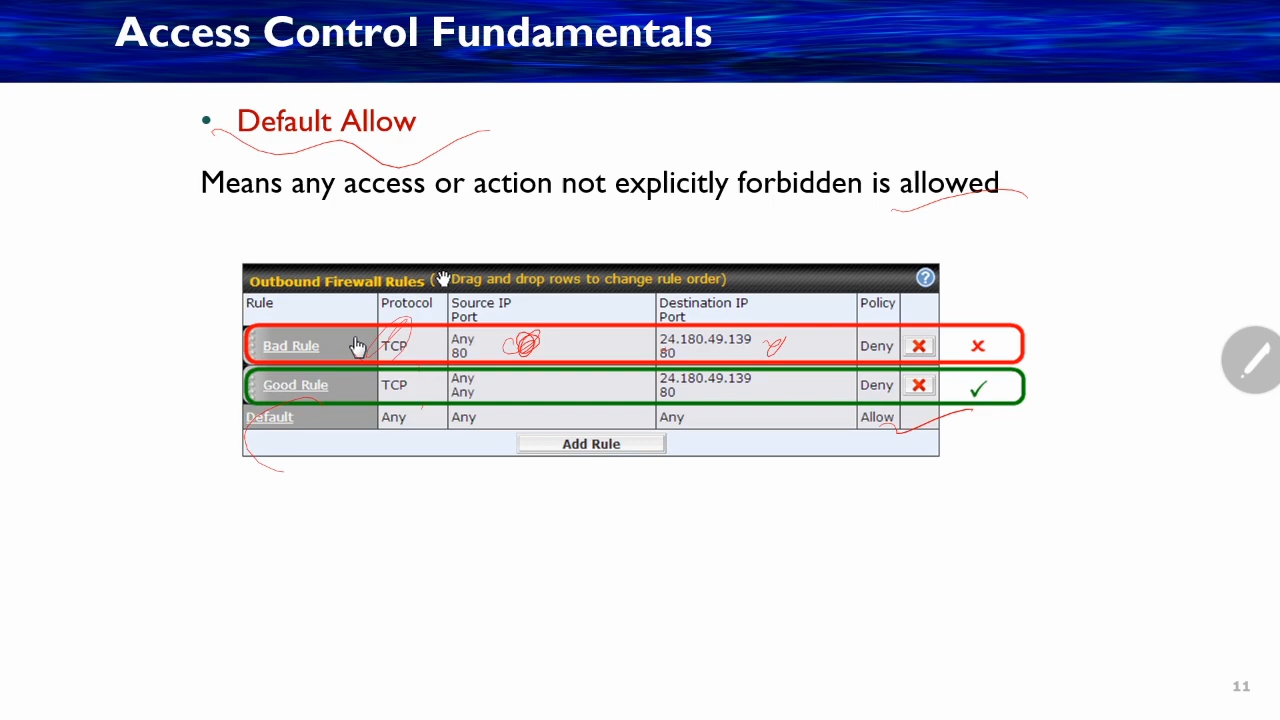 Access Control Fundamentals
• Default Allow
Means any access or action not explicitly forbidden is allowed
Outbound Firewall Rules (Drag and drop rows to change rule order) ?
Rule Protocol Source IP Destination IP Policy
Port Port
Bad Rule TCP Any 24.180.49.139 Deny
80 80
Good Rule TCP Any 24.180.49.139 Deny
Any 80
Default Any Any Any Allow
Add Rule
11